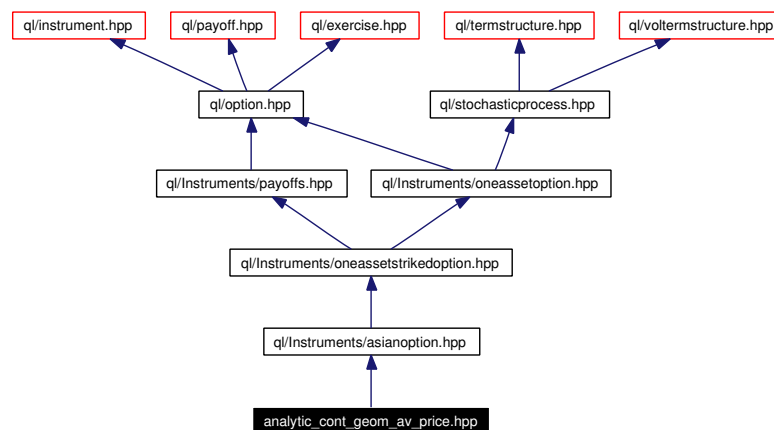 ql/instrument.hpp
ql/payoff.hpp
ql/exercise.hpp
ql/termstructure.hpp
ql/voltermstructure.hpp
ql/option.hpp
ql/stochasticprocess.hpp
ql/Instruments/payoffs.hpp
ql/Instruments/oneassetoption.hpp
ql/Instruments/oneassetstrikedoption.hpp
ql/Instruments/asianoption.hpp
analytic_cont_geom_av_price.hpp